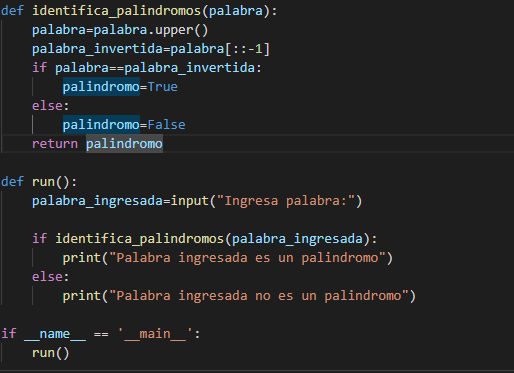 def identifica_palindromos(palabra):
    palabra=palabra.upper()
    palabra_invertida=palabra[::-1]
    if palabra==palabra_invertida:
        palindromo=True
    else:
        palindromo=False
    return palindromo

def run():
    palabra_ingresada=input("Ingresa palabra:")

    if identifica_palindromos(palabra_ingresada):
        print("Palabra ingresada es un palindromo")
    else:
        print("Palabra ingresada no es un palindromo")

if __name__ == '__main__':
    run()